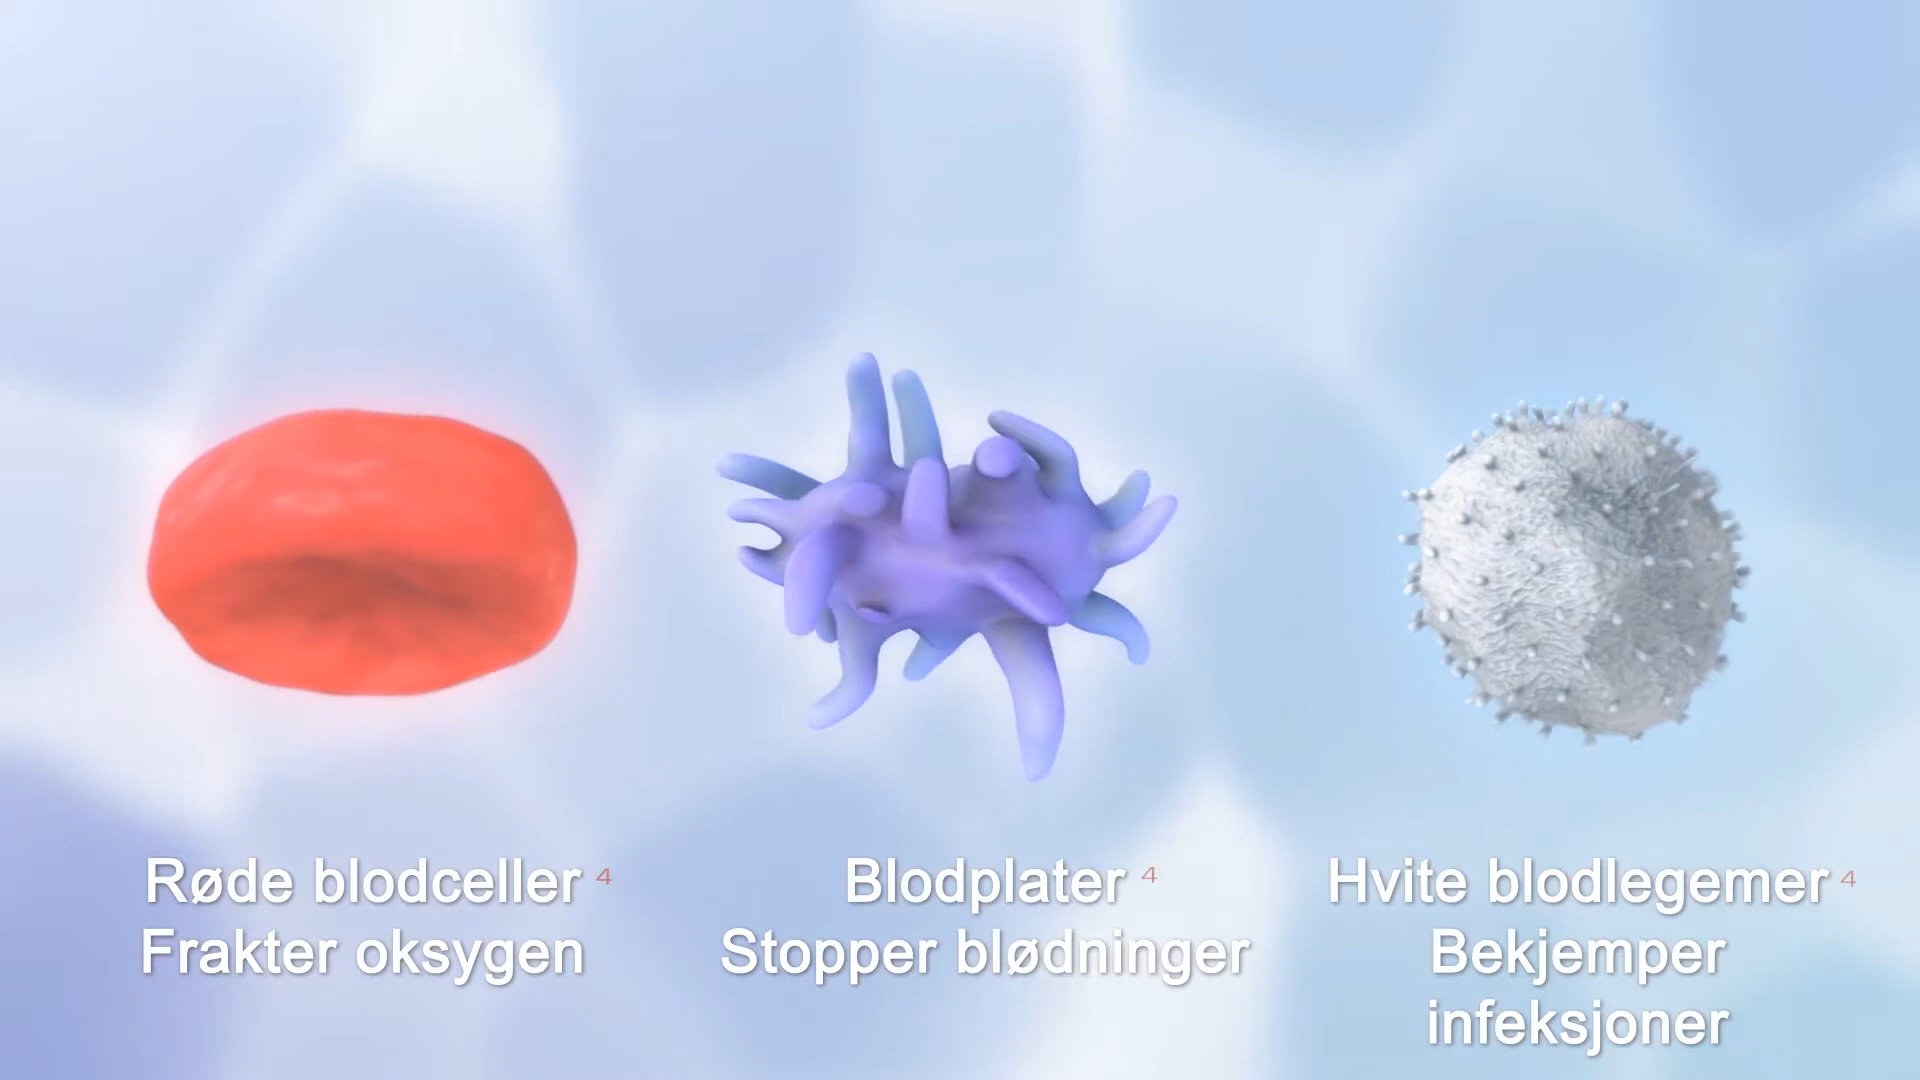 Røde blodceller 4
Frakter oksygen
Blodplater 4
Stopper blødninger
Hvite blodlegemer 4
Bekjemper
infeksjoner